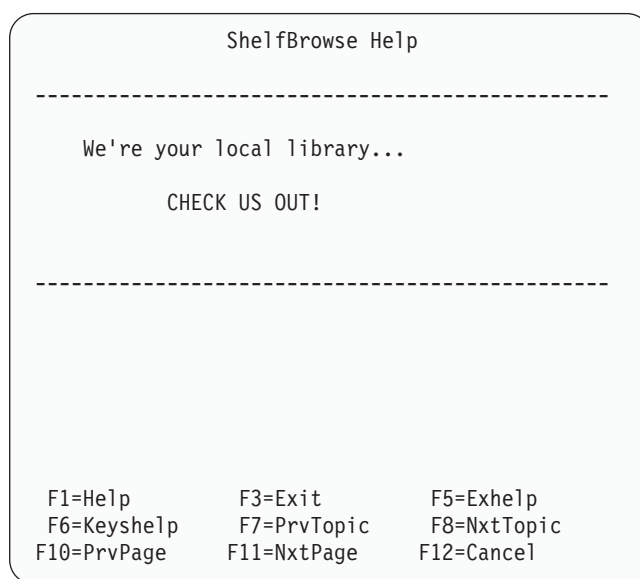 ShelfBrowse Help
------------------------------------------------
We're your local library...
CHECK US OUT!
------------------------------------------------
F1=Help F3=Exit F5=Exhelp
F6=Keyshelp F7=PrvTopic F8=NxtTopic
F10=PrvPage F11=NxtPage F12=Cancel